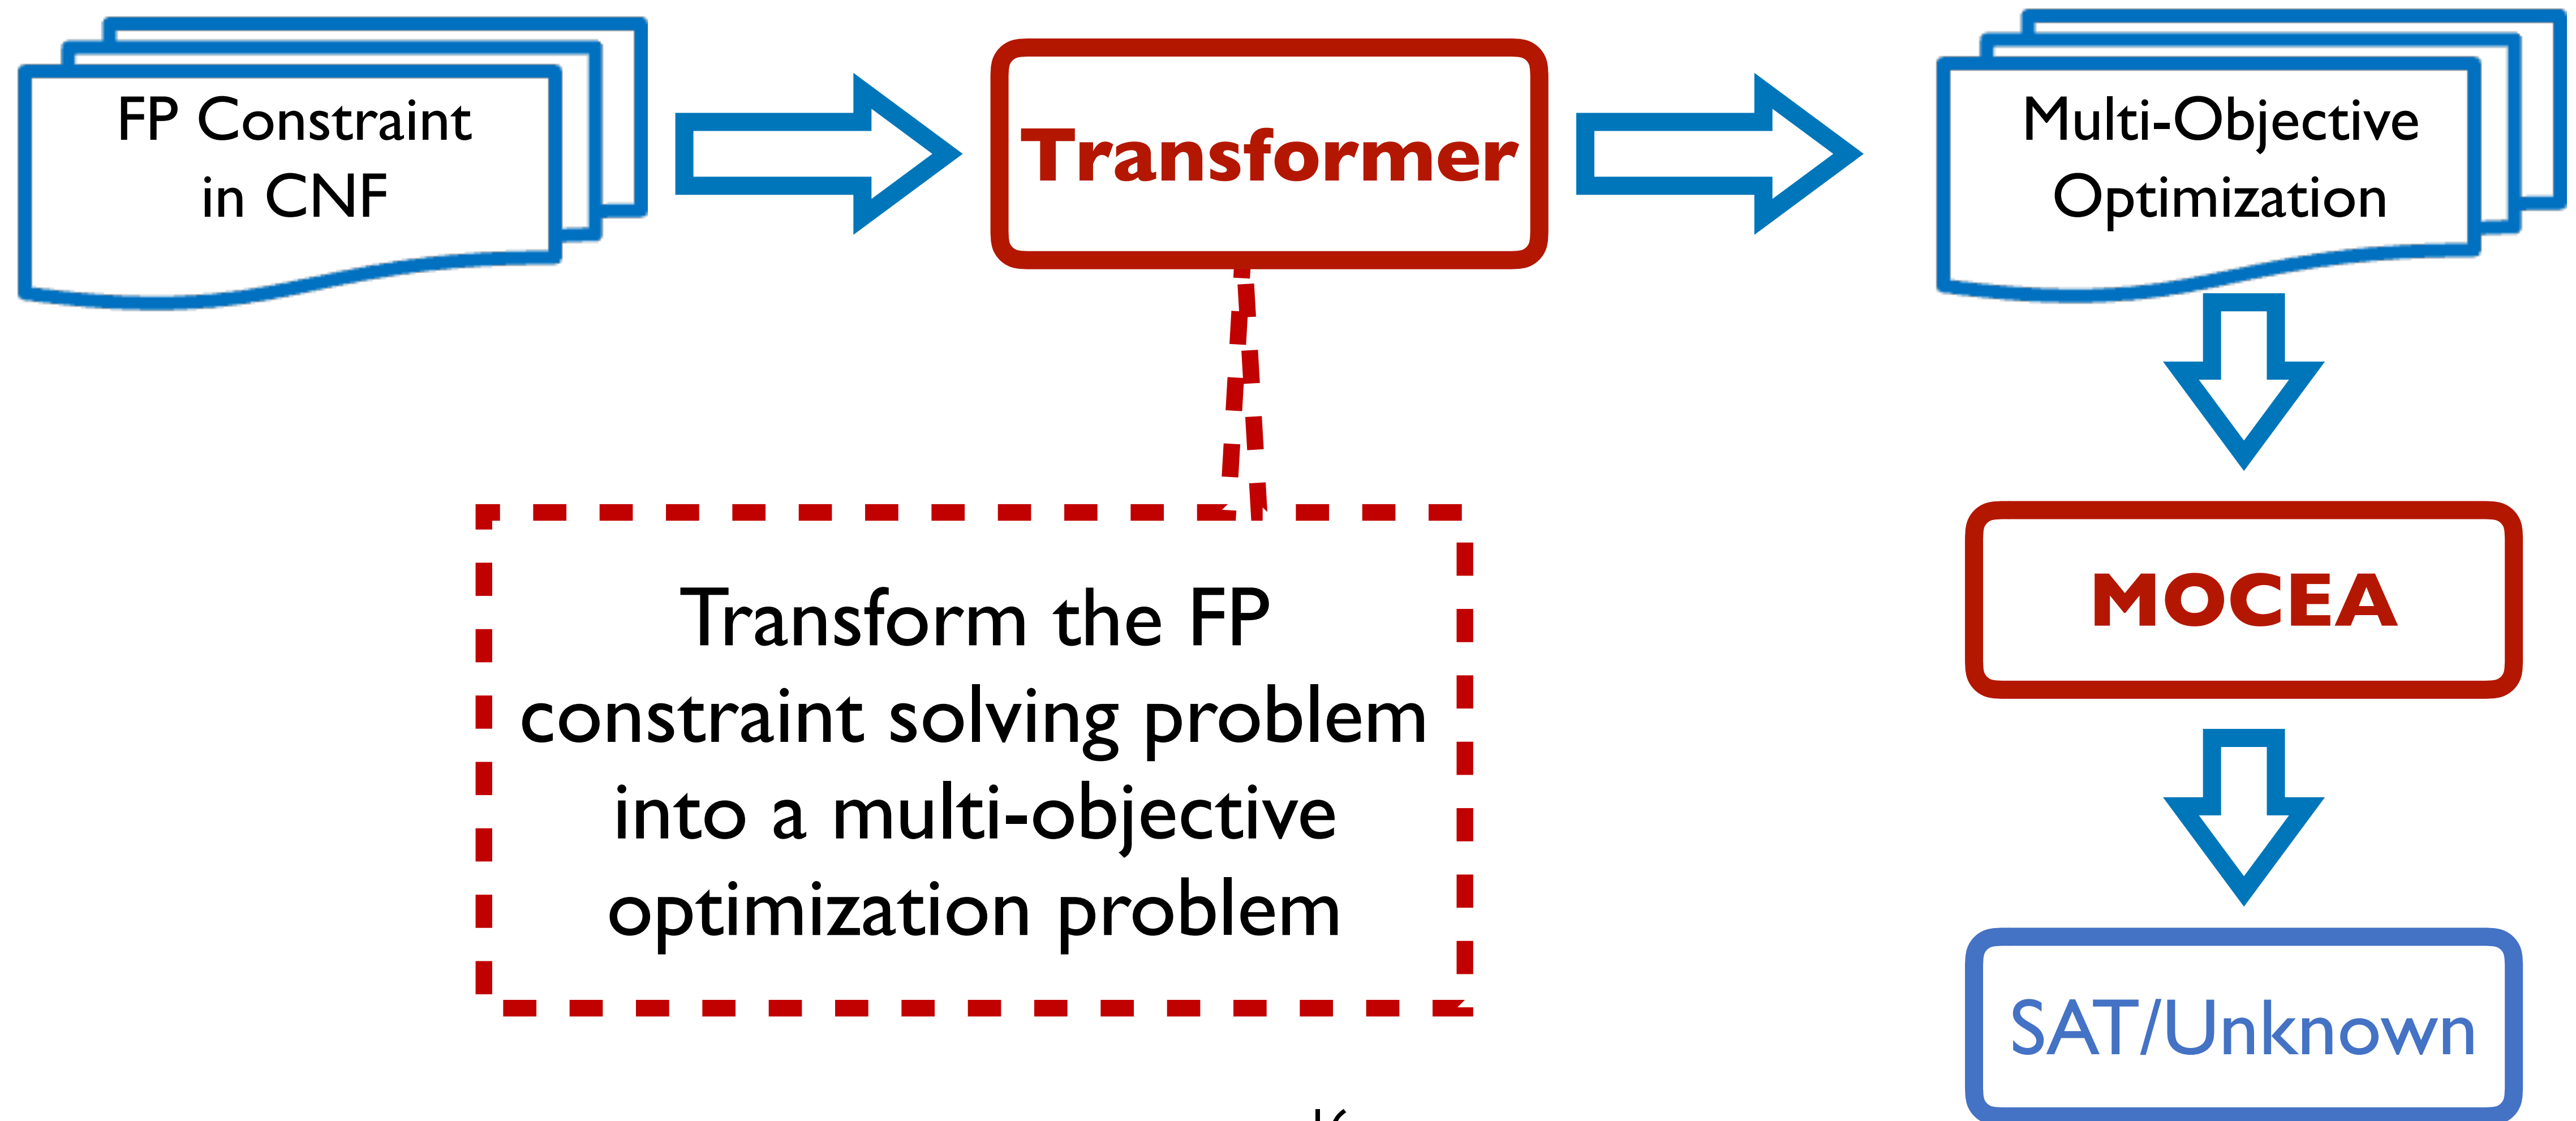 FP Constraint
in CNF
Transformer
Multi-Objective
Optimization
Transform the FP
constraint solving problem
into a multi-objective
optimization problem
MOCEA
SAT/Unknown